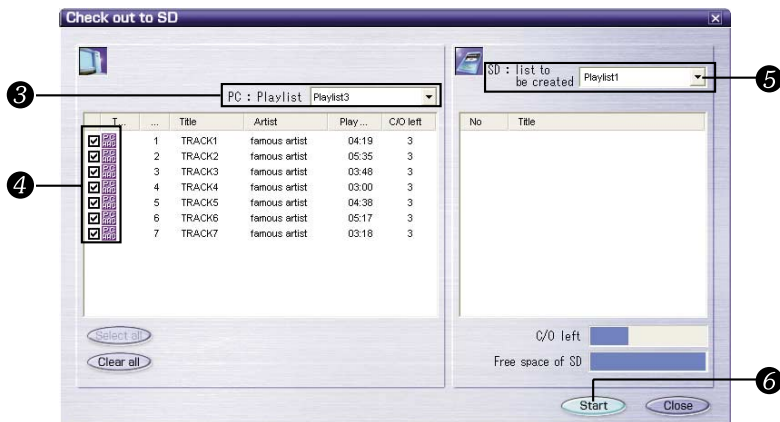 Check out to SD
SD : list to be created Playlist1
5
3
PC : Playlist Playlist3
T... ... Title Artist Play ... C/O left
No Title
1 TRACK1 famous artist 04:19 3
2 TRACK2 famous artist 05:35 3
3 TRACK3 famous artist 03:48 3
4 TRACK4 famous artist 03:00 3
5 TRACK5 famous artist 04:38 3
6 TRACK6 famous artist 05:17 3
7 TRACK7 famous artist 03:18 3
4
Select all
Clear all
C/O left
Free space of SD
6
Start
Close